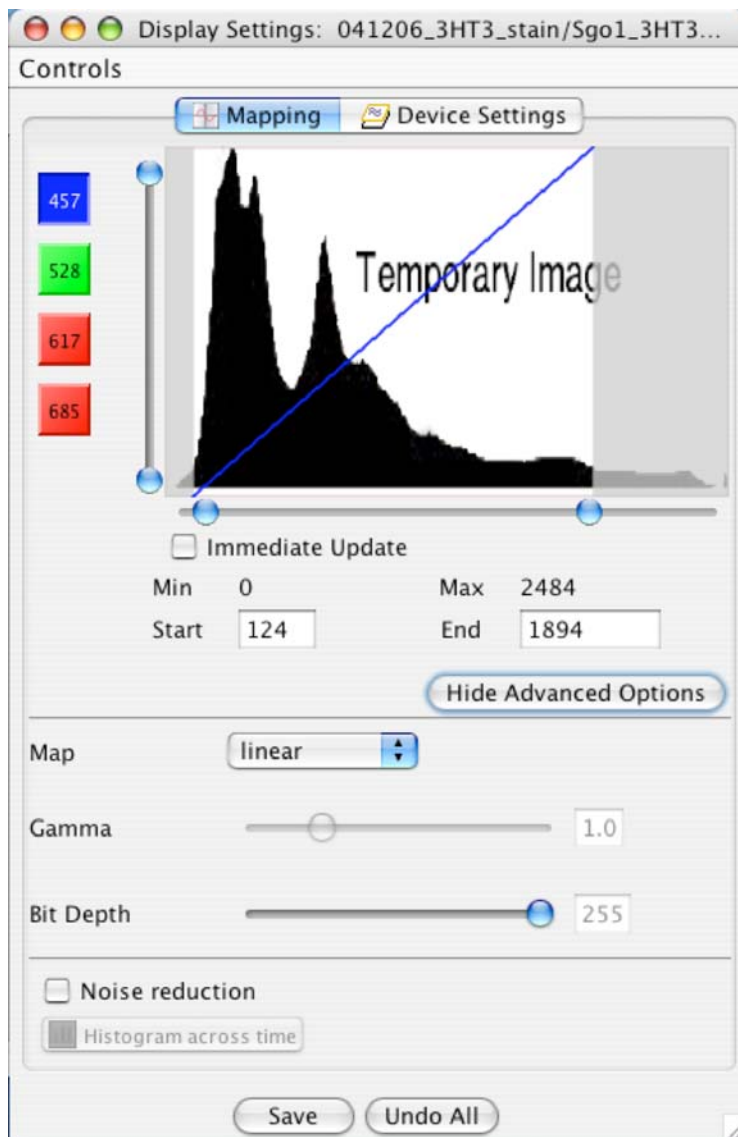 Display Settings: 041206_3HT3_stain/Sgo1_3HT3...
Controls
Mapping Device Settings
457
528
617
685
Temporary Image
Immediate Update
Min 0 Max 2484
Start 124 End 1894
Hide Advanced Options
Map linear
Gamma 1.0
Bit Depth 255
Noise reduction
Histogram across time
Save Undo All